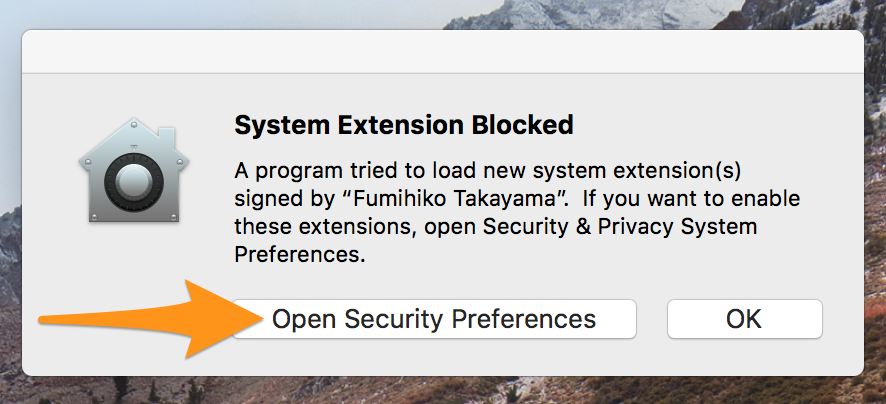 System Extension Blocked
A program tried to load new system extension(s)
signed by “Fumihiko Takayama”.  If you want to enable
these extensions, open Security & Privacy System
Preferences.
Open Security Preferences
OK